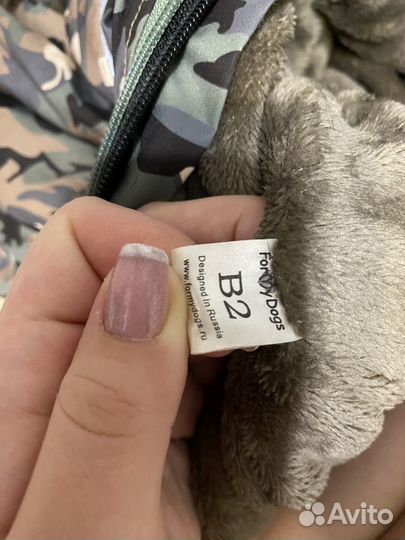 ForMyDogs
B2
Designed in Russia
www.formydogs.ru
Avito